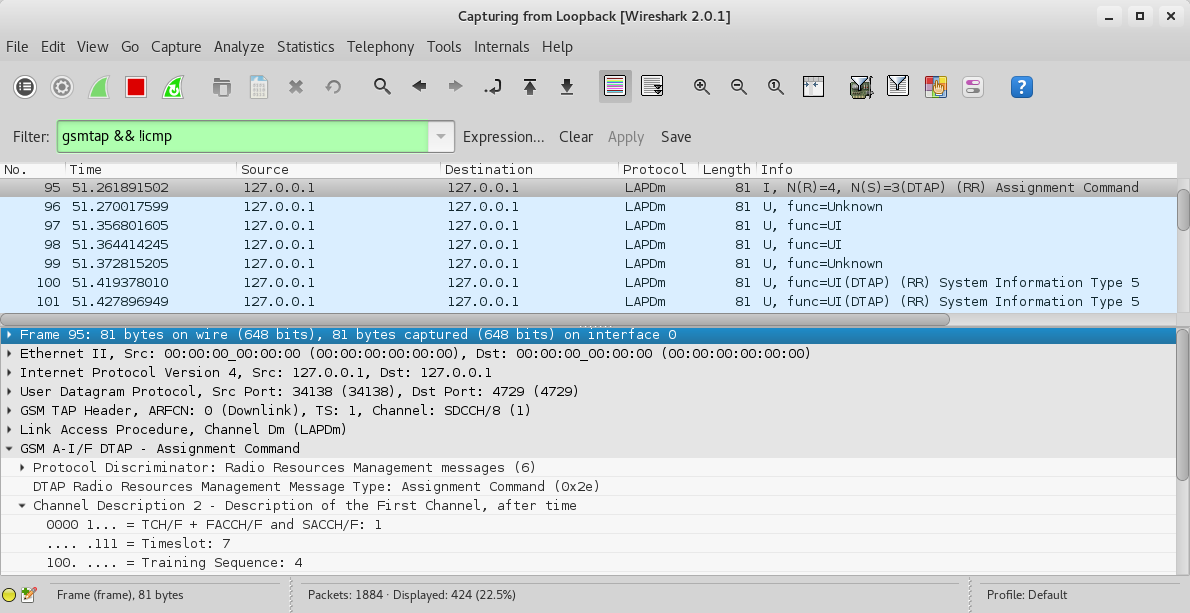 Capturing from Loopback [Wireshark 2.0.1]
File Edit View Go Capture Analyze Statistics Telephony Tools Internals Help
Filter: gsmtap && !icmp Expression... Clear Apply Save
No. Time Source Destination Protocol Length Info
95 51.261891502 127.0.0.1 127.0.0.1 LAPDm 81 I, N(R)=4, N(S)=3(DTAP) (RR) Assignment Command
96 51.270017599 127.0.0.1 127.0.0.1 LAPDm 81 U, func=Unknown
97 51.356801605 127.0.0.1 127.0.0.1 LAPDm 81 U, func=UI
98 51.364414245 127.0.0.1 127.0.0.1 LAPDm 81 U, func=UI
99 51.372815205 127.0.0.1 127.0.0.1 LAPDm 81 U, func=Unknown
100 51.419378010 127.0.0.1 127.0.0.1 LAPDm 81 U, func=UI(DTAP) (RR) System Information Type 5
101 51.427896949 127.0.0.1 127.0.0.1 LAPDm 81 U, func=UI(DTAP) (RR) System Information Type 5
Frame 95: 81 bytes on wire (648 bits), 81 bytes captured (648 bits) on interface 0
Ethernet II, Src: 00:00:00_00:00:00 (00:00:00:00:00:00), Dst: 00:00:00_00:00:00 (00:00:00:00:00:00)
Internet Protocol Version 4, Src: 127.0.0.1, Dst: 127.0.0.1
User Datagram Protocol, Src Port: 34138 (34138), Dst Port: 4729 (4729)
GSM TAP Header, ARFCN: 0 (Downlink), TS: 1, Channel: SDCCH/8 (1)
Link Access Procedure, Channel Dm (LAPDm)
GSM A-I/F DTAP - Assignment Command
Protocol Discriminator: Radio Resources Management messages (6)
DTAP Radio Resources Management Message Type: Assignment Command (0x2e)
Channel Description 2 - Description of the First Channel, after time
0000 1... = TCH/F + FACCH/F and SACCH/F: 1
.... .111 = Timeslot: 7
100. .... = Training Sequence: 4
Frame (frame), 81 bytes Packets: 1884 · Displayed: 424 (22.5%) Profile: Default